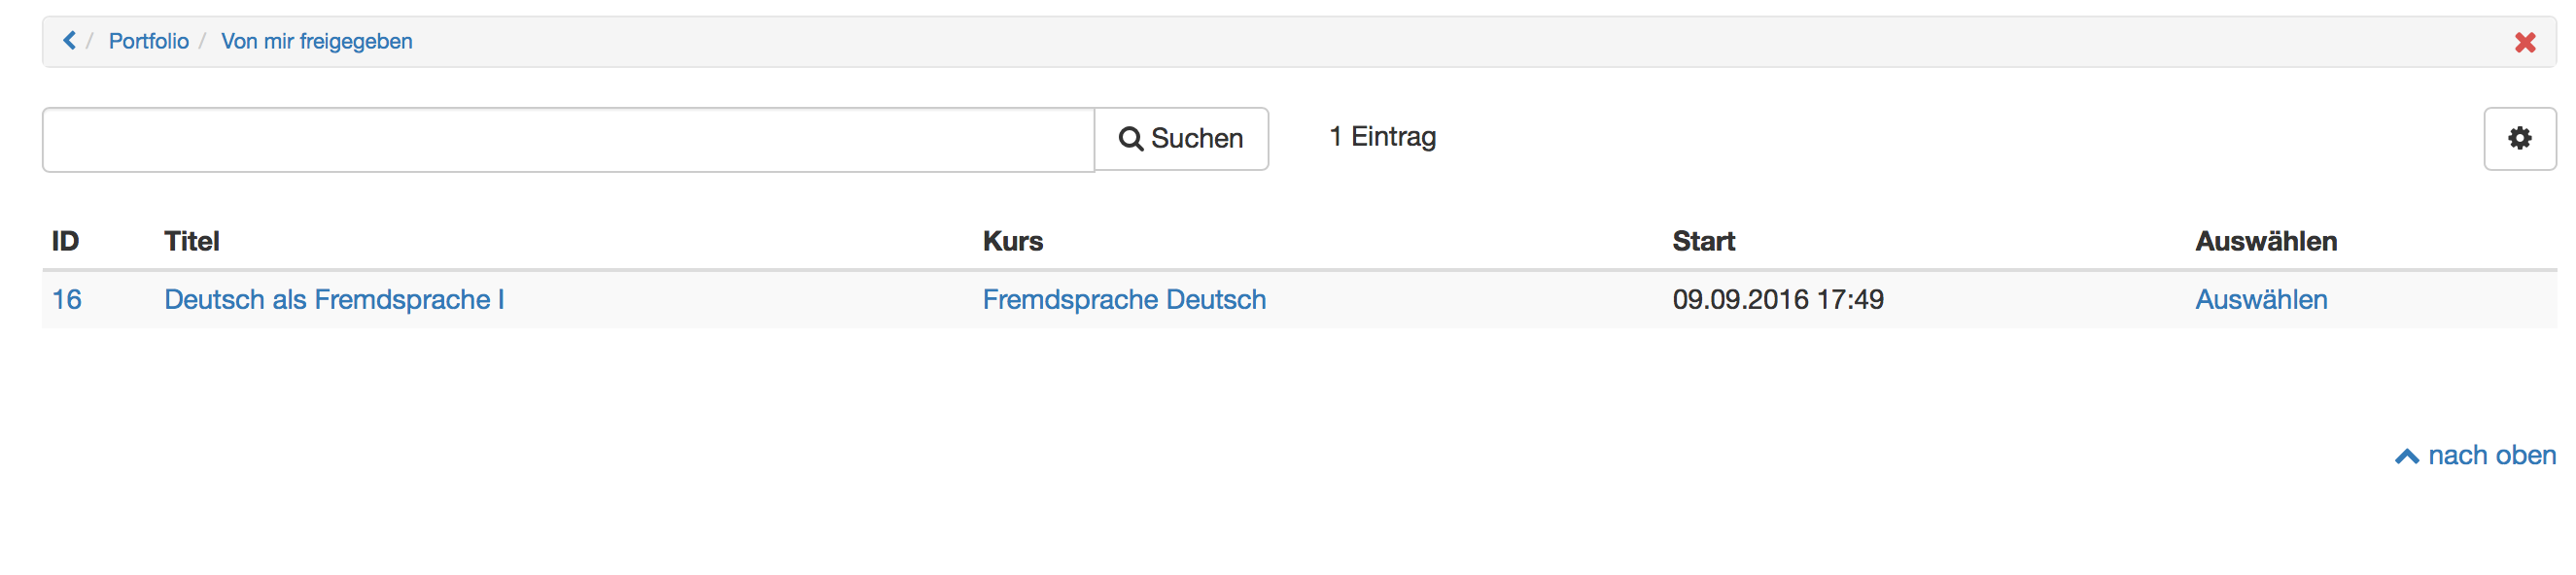 / Portfolio / Von mir freigegeben
Suchen 1 Eintrag
ID Titel Kurs Start Auswählen
16 Deutsch als Fremdsprache I Fremdsprache Deutsch 09.09.2016 17:49 Auswählen
nach oben